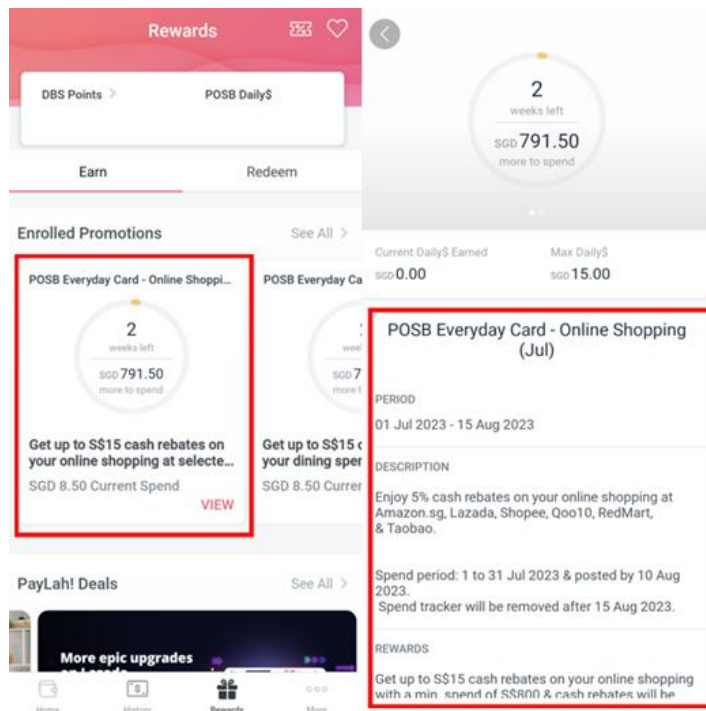 Rewards
DBS Points >
POSB Daily$
Earn
Redeem
Enrolled Promotions
See All >
POSB Everyday Card - Online Shoppi...
2
weeks left
SGD 791.50
more to spend
Get up to S$15 cash rebates on
your online shopping at selecte...
SGD 8.50 Current Spend
VIEW
POSB Everyday Ca
SGD 7
more t
Get up to S$15 c
your dining sper
SGD 8.50 Currer
PayLah! Deals
See All >
More epic upgrades
Home
History
Rewards
More
2
weeks left
SGD 791.50
more to spend
Current Daily$ Earned
SGD 0.00
Max Daily$
SGD 15.00
POSB Everyday Card - Online Shopping
(Jul)
PERIOD
01 Jul 2023 - 15 Aug 2023
DESCRIPTION
Enjoy 5% cash rebates on your online shopping at
Amazon.sg, Lazada, Shopee, Qoo10, RedMart,
& Taobao.
Spend period: 1 to 31 Jul 2023 & posted by 10 Aug
2023.
Spend tracker will be removed after 15 Aug 2023.
REWARDS
Get up to S$15 cash rebates on your online shopping
with a min. spend of S$800 & cash rebates will be